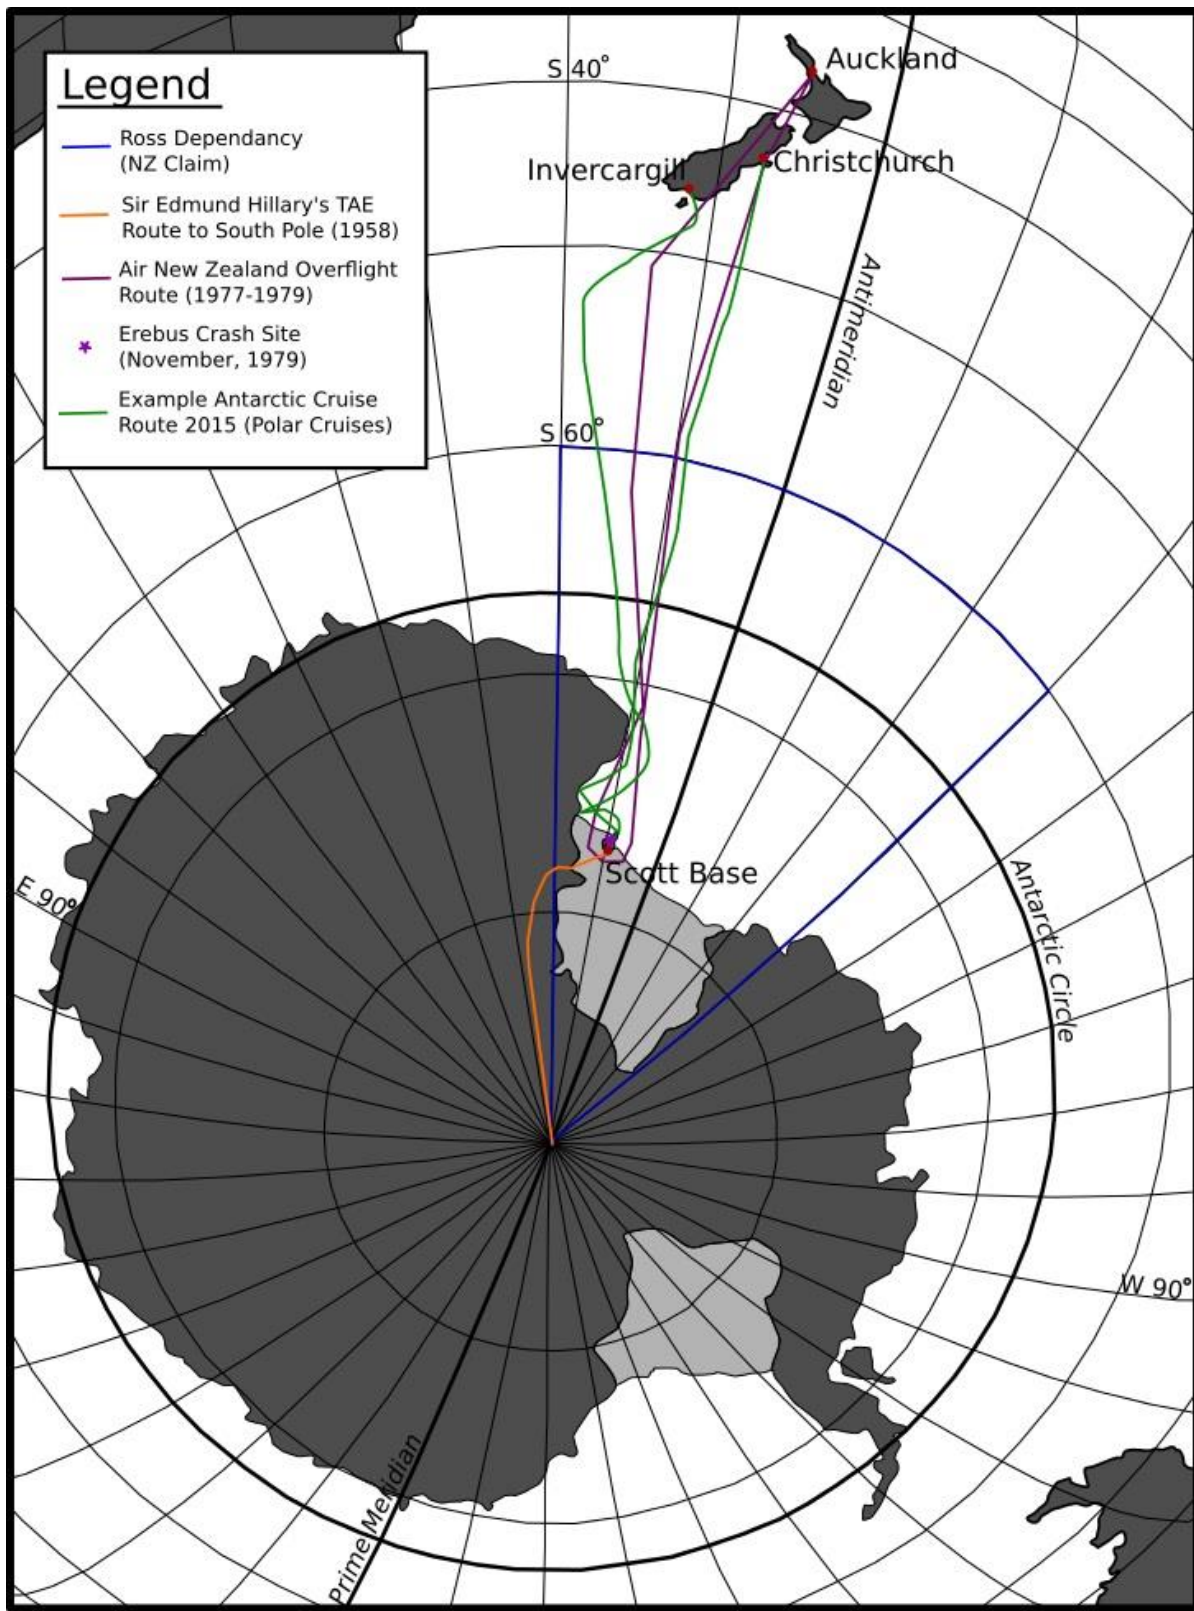 Legend
Ross Dependancy
(NZ Claim)
Sir Edmund Hillary's TAE
Route to South Pole (1958)
Air New Zealand Overflight
Route (1977-1979)
Erebus Crash Site
(November, 1979)
Example Antarctic Cruise
Route 2015 (Polar Cruises)
S 40°
Auckland
Invercargill
Christchurch
Antimeridian
S 60°
Scott Base
E 90°
Antarctic Circle
W 90°
Prime Meridian